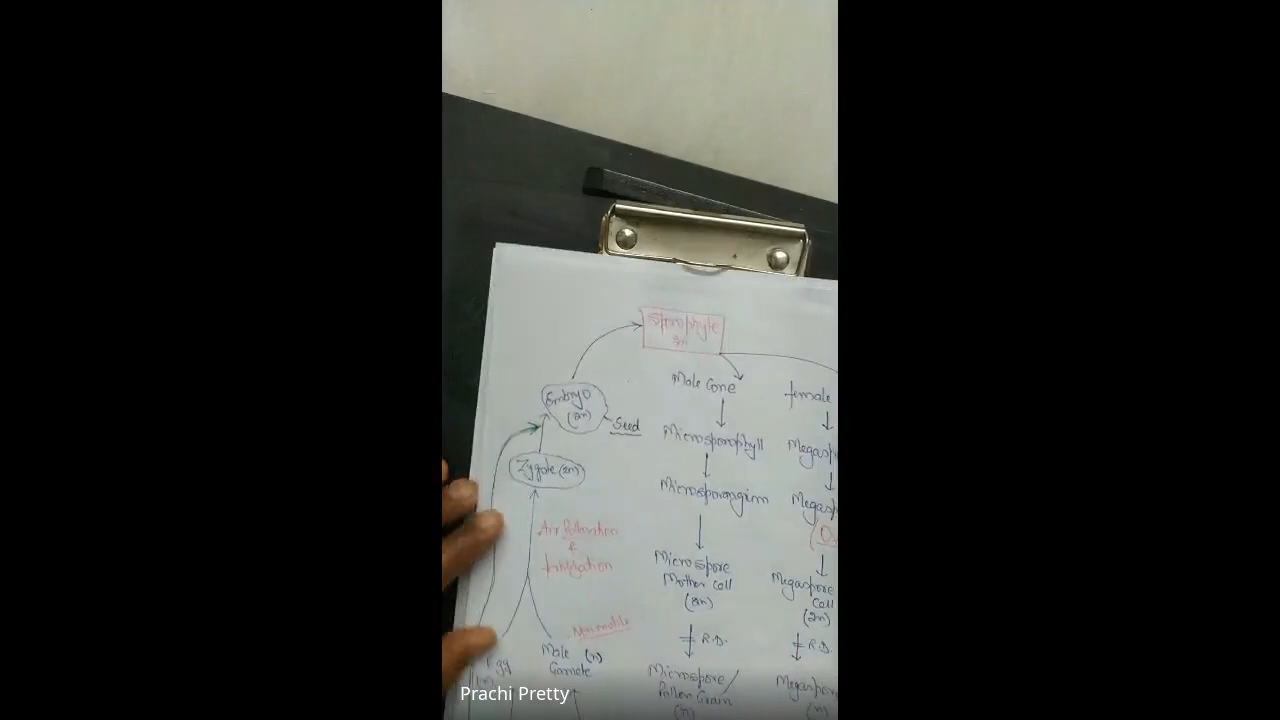 Sporophyte
2n
Male Cone
female
Embryo
(2n)
Seed
Microsporophyll
Zygote (2n)
Microsporangium
Air Pollination
&
Fertilization
Microspore
Mother Cell
(2n)
Megaspore
Cell
(2n)
Non motile
R.D.
R.D.
Egg
Male (n)
Gamete
Microspore/
Pollen Grain
(n)
(n)
Prachi Pretty